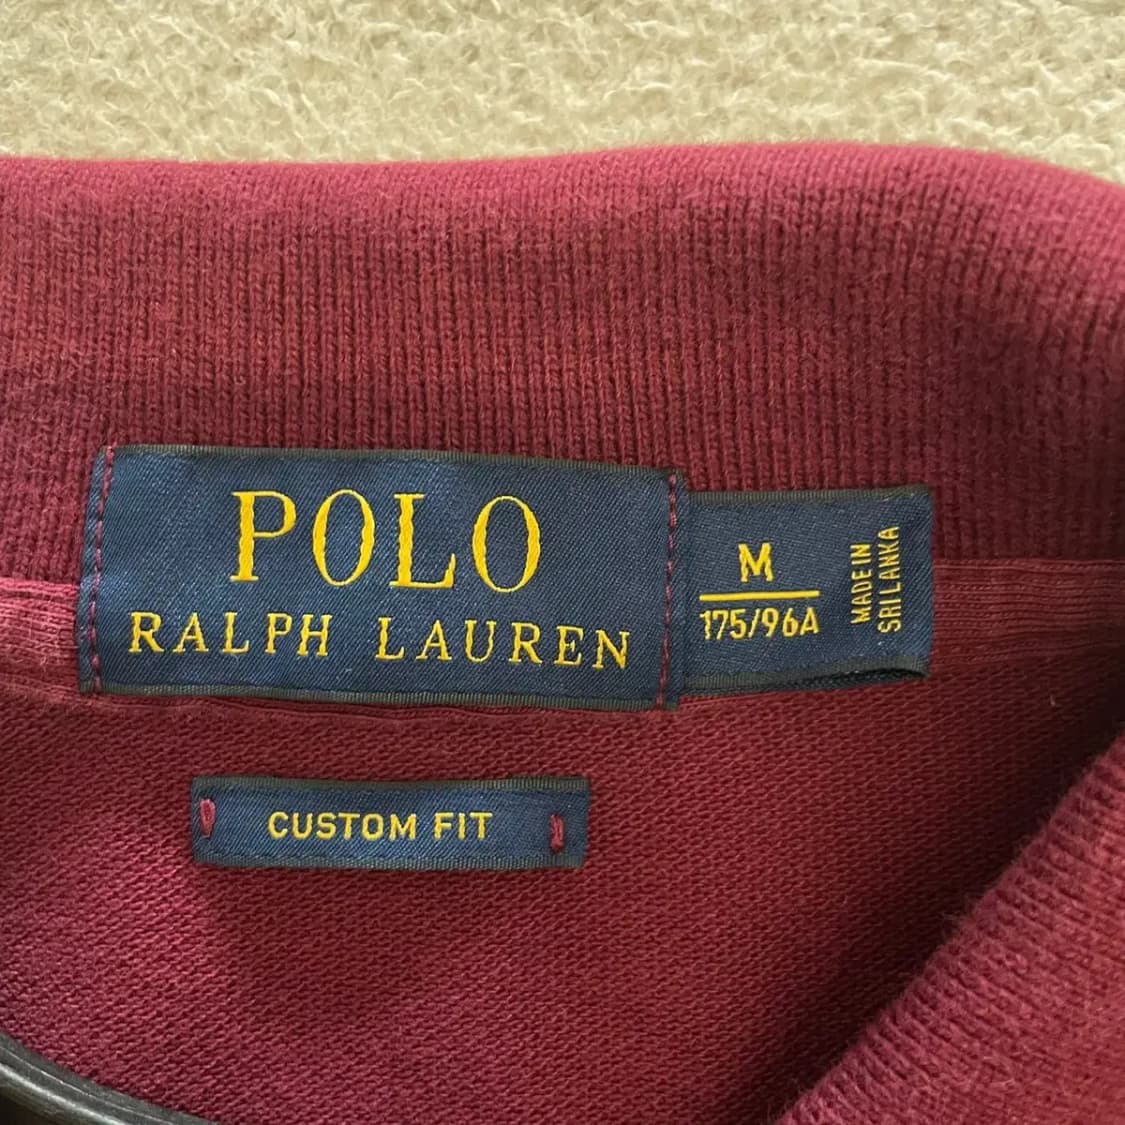 POLO
RALPH LAUREN
M
175/96A
MADE IN
SRI LANKA
CUSTOM FIT